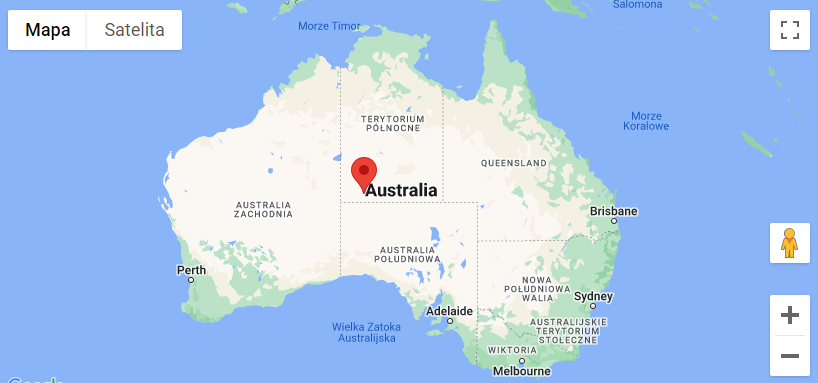 Salomona
Mapa
Satelita
Morze Timor
TERYTORIUM
PÓŁNOCNE
Morze
Koralowe
QUEENSLAND
Australia
AUSTRALIA
ZACHODNIA
Brisbane
AUSTRALIA
POŁUDNIOWA
Perth
NOWA
POŁUDNIOWA
WALIA
Sydney
Adelaide
Wielka Zatoka
Australijska
AUSTRALIJSKIE
TERYTORIUM
STOŁECZNE
WIKTORIA
Melbourne